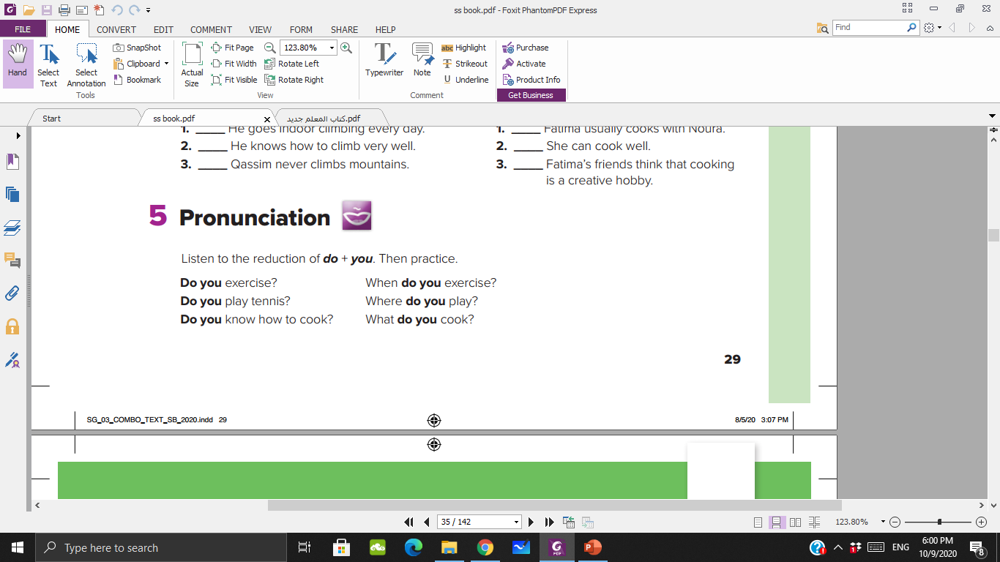 ss book.pdf - Foxit PhantomPDF Express
FILE HOME CONVERT EDIT COMMENT VIEW FORM SHARE HELP
Find
Hand
Select Text
Select Annotation
SnapShot
Clipboard
Bookmark
Tools
Actual Size
Fit Page
Fit Width
Fit Visible
123.80%
Rotate Left
Rotate Right
View
Typewriter
Note
abc Highlight
Strikeout
Underline
Comment
Purchase
Activate
Product Info
Get Business
Start
ss book.pdf
كتاب المعلم جديد.pdf
1. _____ He goes indoor climbing every day.
2. _____ He knows how to climb very well.
3. _____ Qassim never climbs mountains.
1. _____ Fatima usually cooks with Noura.
2. _____ She can cook well.
3. _____ Fatima's friends think that cooking
is a creative hobby.
5 Pronunciation
Listen to the reduction of do + you. Then practice.
Do you exercise?
Do you play tennis?
Do you know how to cook?
When do you exercise?
Where do you play?
What do you cook?
29
SG_03_COMBO_TEXT_SB_2020.indd 29
8/5/20 3:07 PM
35 / 142
123.80%
Type here to search
ENG
6:00 PM
10/9/2020
8